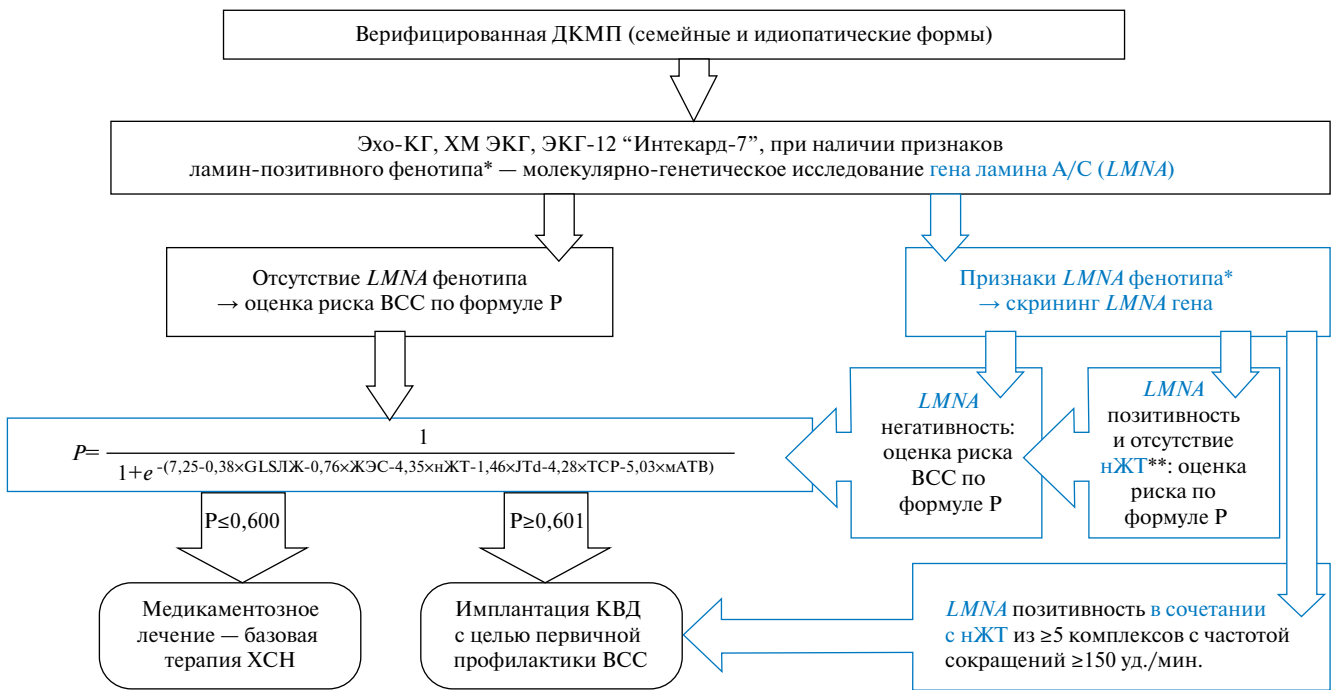 Верифицированная ДКМП (семейные и идиопатические формы)
Эхо-КГ, ХМ ЭКГ, ЭКГ-12 “Интекард-7”, при наличии признаков
ламин-позитивного фенотипа* — молекулярно-генетическое исследование гена ламина А/С (LMNA)
Отсутствие LMNA фенотипа
→ оценка риска ВСС по формуле Р
Признаки LMNA фенотипа*
→ скрининг LMNA гена
LMNA
негативность:
оценка риска
ВСС по
формуле Р
LMNA
позитивность
и отсутствие
нЖТ**: оценка
риска по
формуле Р
P= 1
1+e -(7,25-0,38×GLSЛЖ-0,76×ЖЭС-4,35×нЖТ-1,46×JTd-4,28×ТСР-5,03×мАТВ)
Р≤0,600
Р≥0,601
Медикаментозное
лечение — базовая
терапия ХСН
Имплантация КВД
с целью первичной
профилактики ВСС
LMNA позитивность в сочетании
с нЖТ из ≥5 комплексов с частотой
сокращений ≥150 уд./мин.